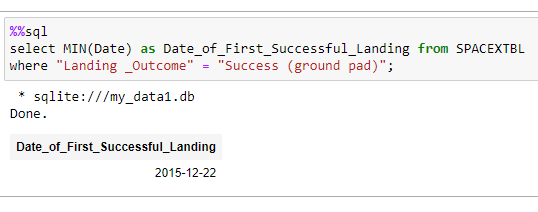 %%sql
select MIN(Date) as Date_of_First_Successful_Landing from SPACEXTBL
where "Landing _Outcome" = "Success (ground pad)";
* sqlite:///my_data1.db
Done.
Date_of_First_Successful_Landing
2015-12-22